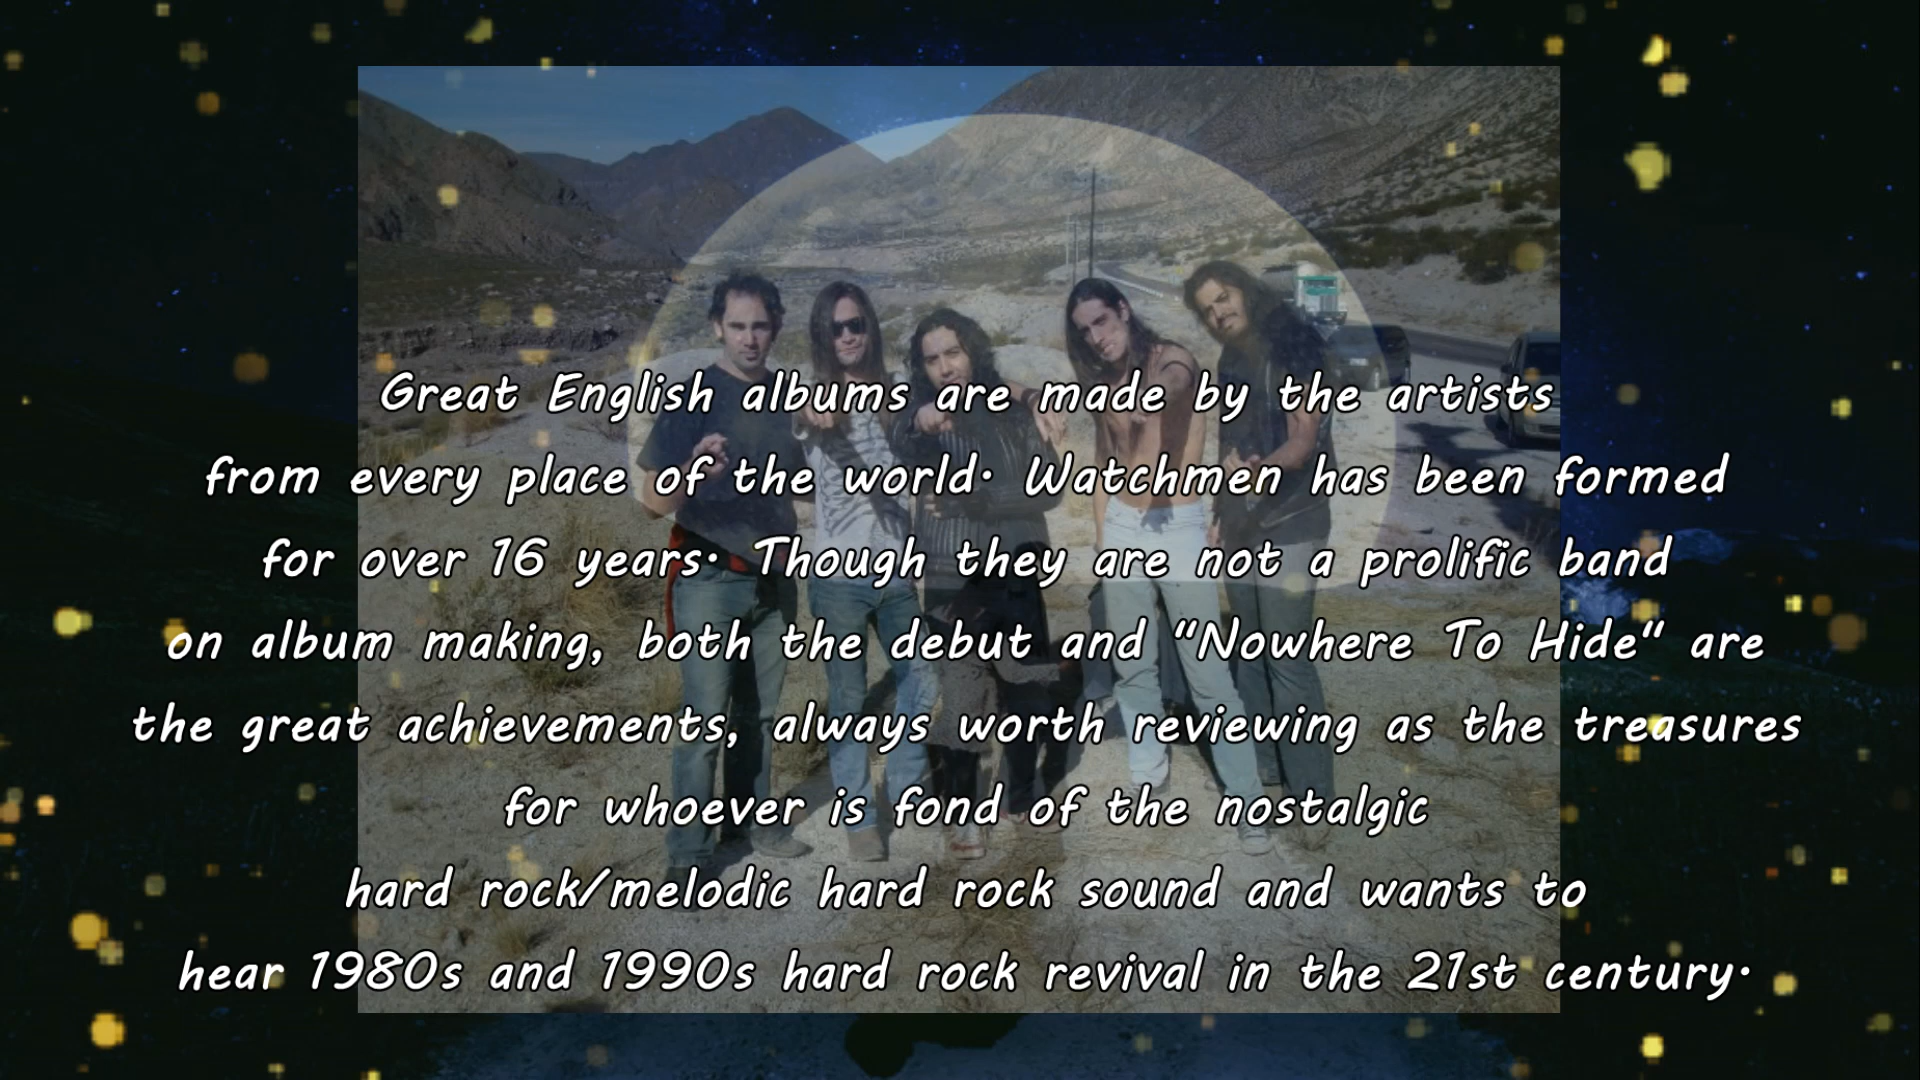 Great English albums are made by the artists
from every place of the world. Watchmen has been formed
for over 16 years. Though they are not a prolific band
on album making, both the debut and “Nowhere To Hide” are
the great achievements, always worth reviewing as the treasures
for whoever is fond of the nostalgic
hard rock/melodic hard rock sound and wants to
hear 1980s and 1990s hard rock revival in the 21st century.